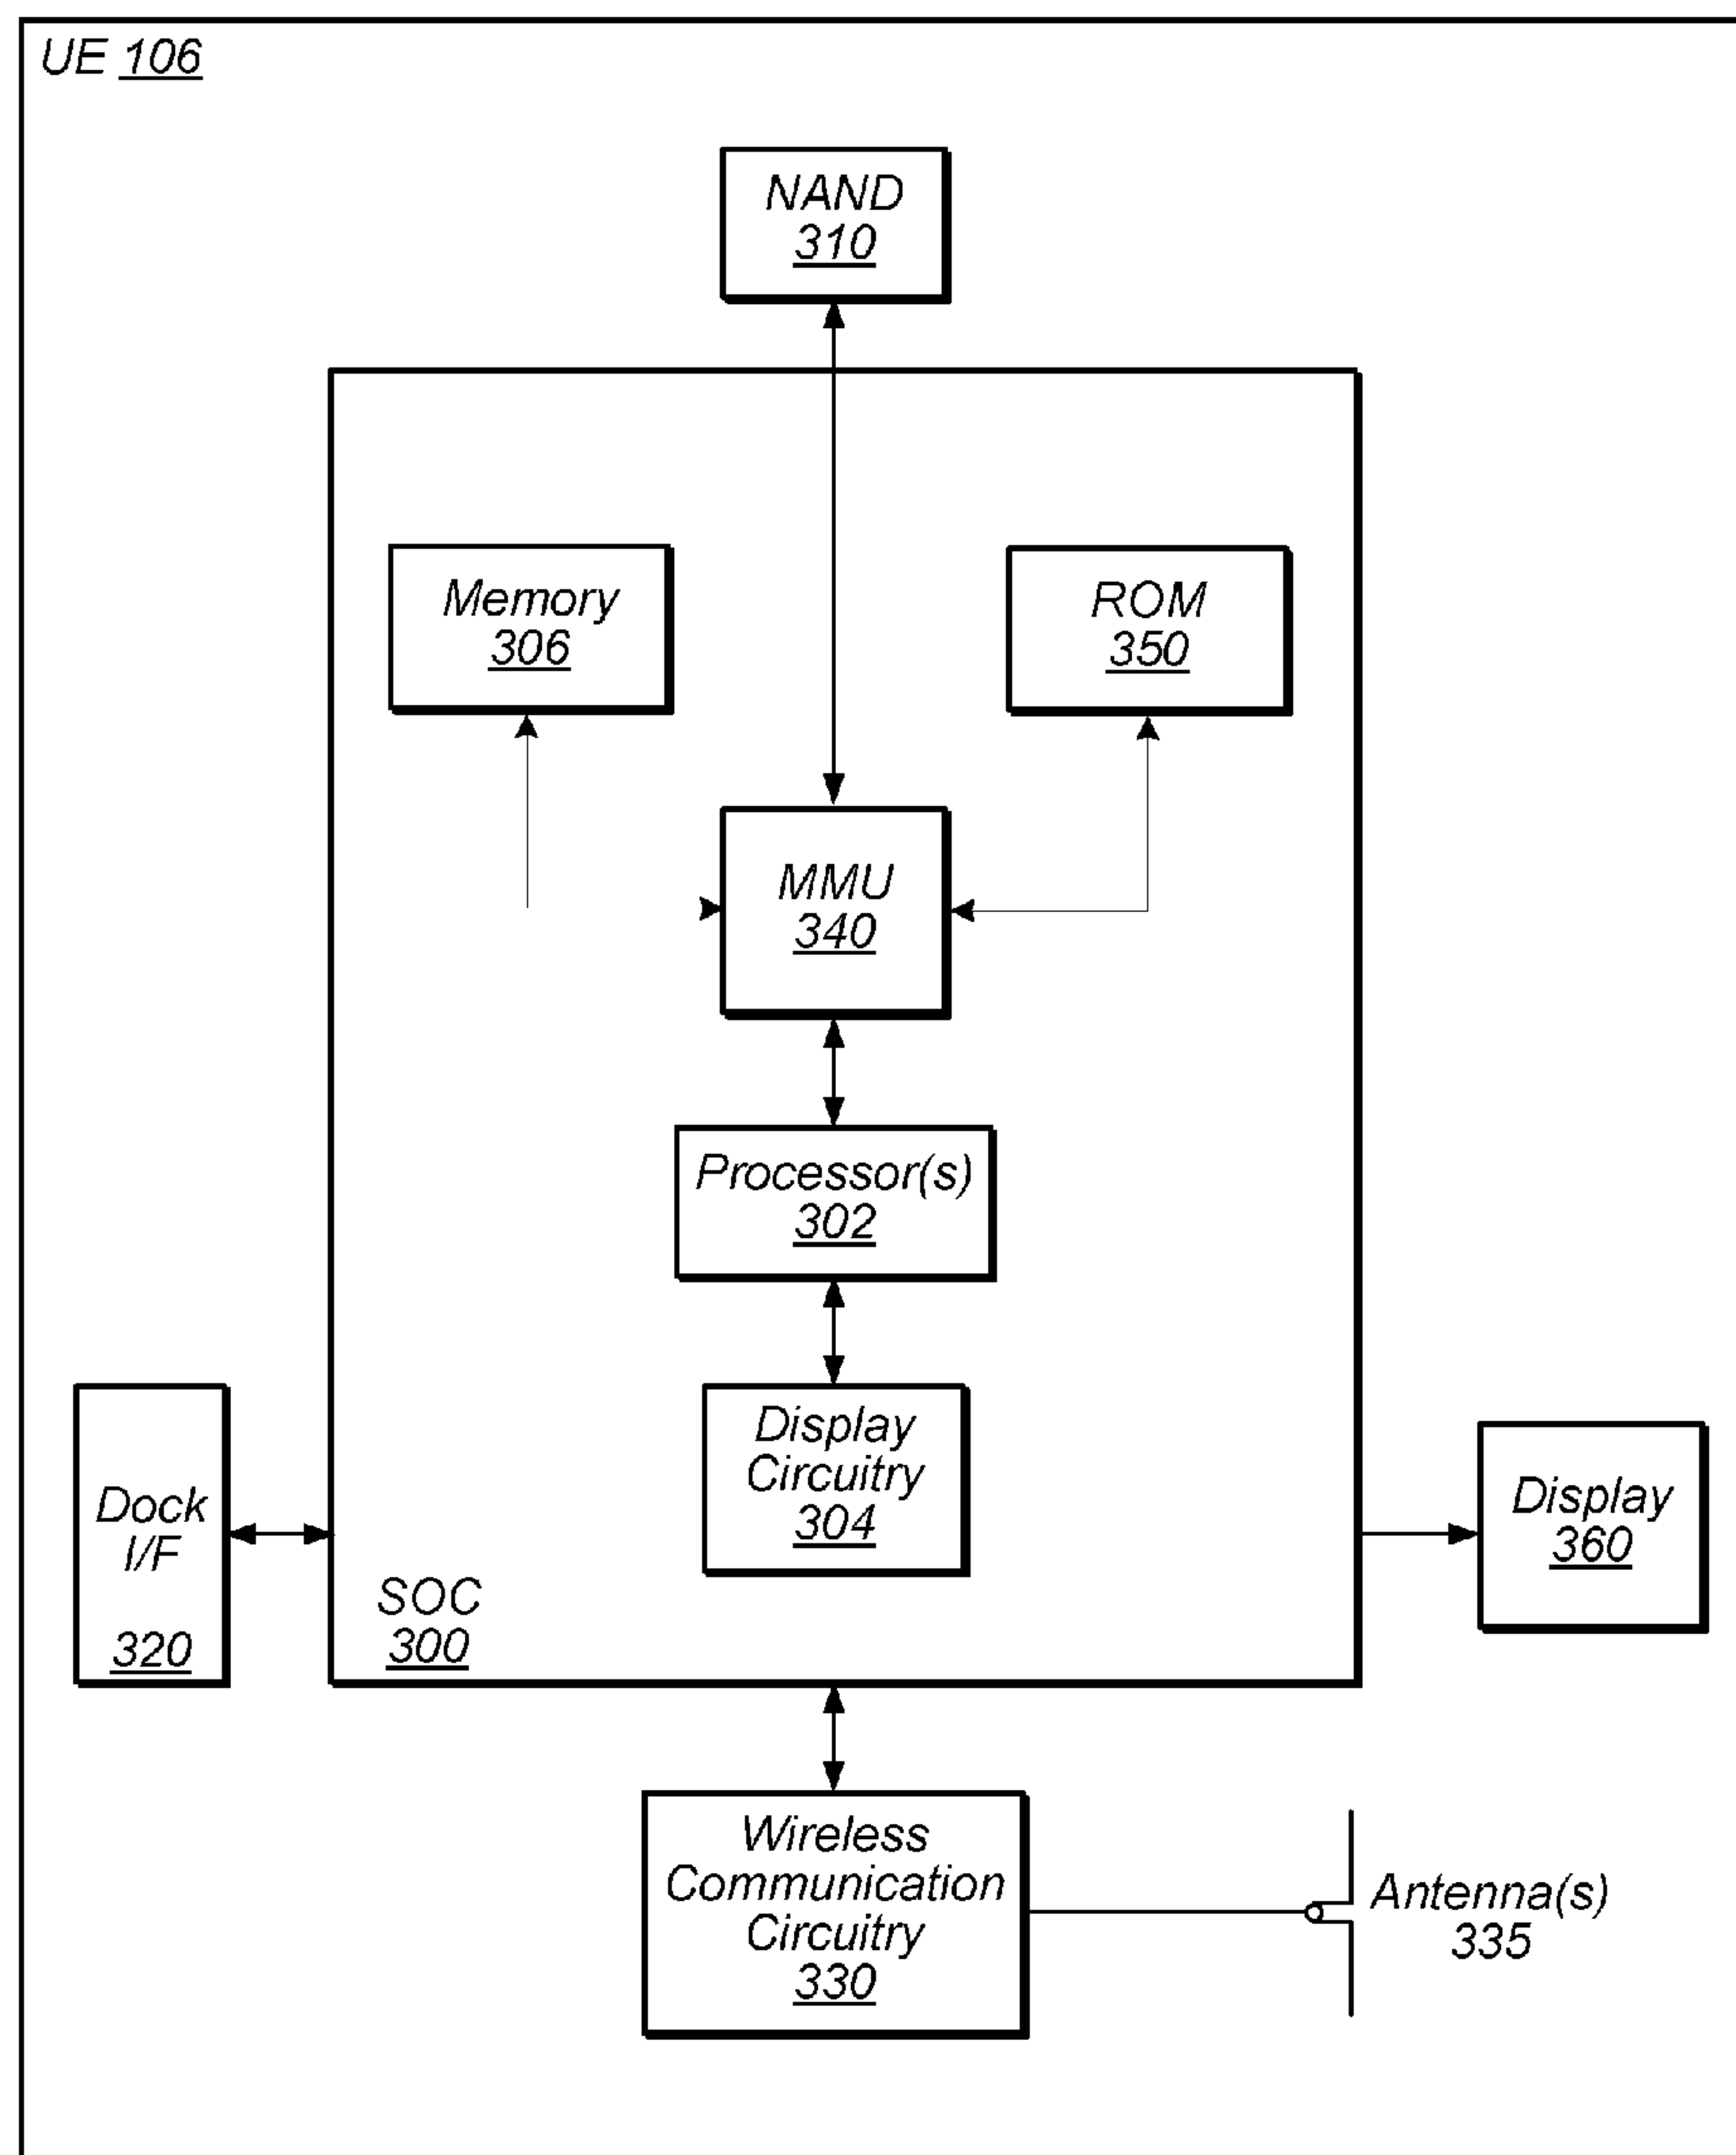 UE 106
NAND
310
Memory
306
ROM
350
MMU
340
Processor(s)
302
Display
Circuitry
304
Dock
I/F
320
SOC
300
Display
360
Wireless
Communication
Circuitry
330
Antenna(s)
335